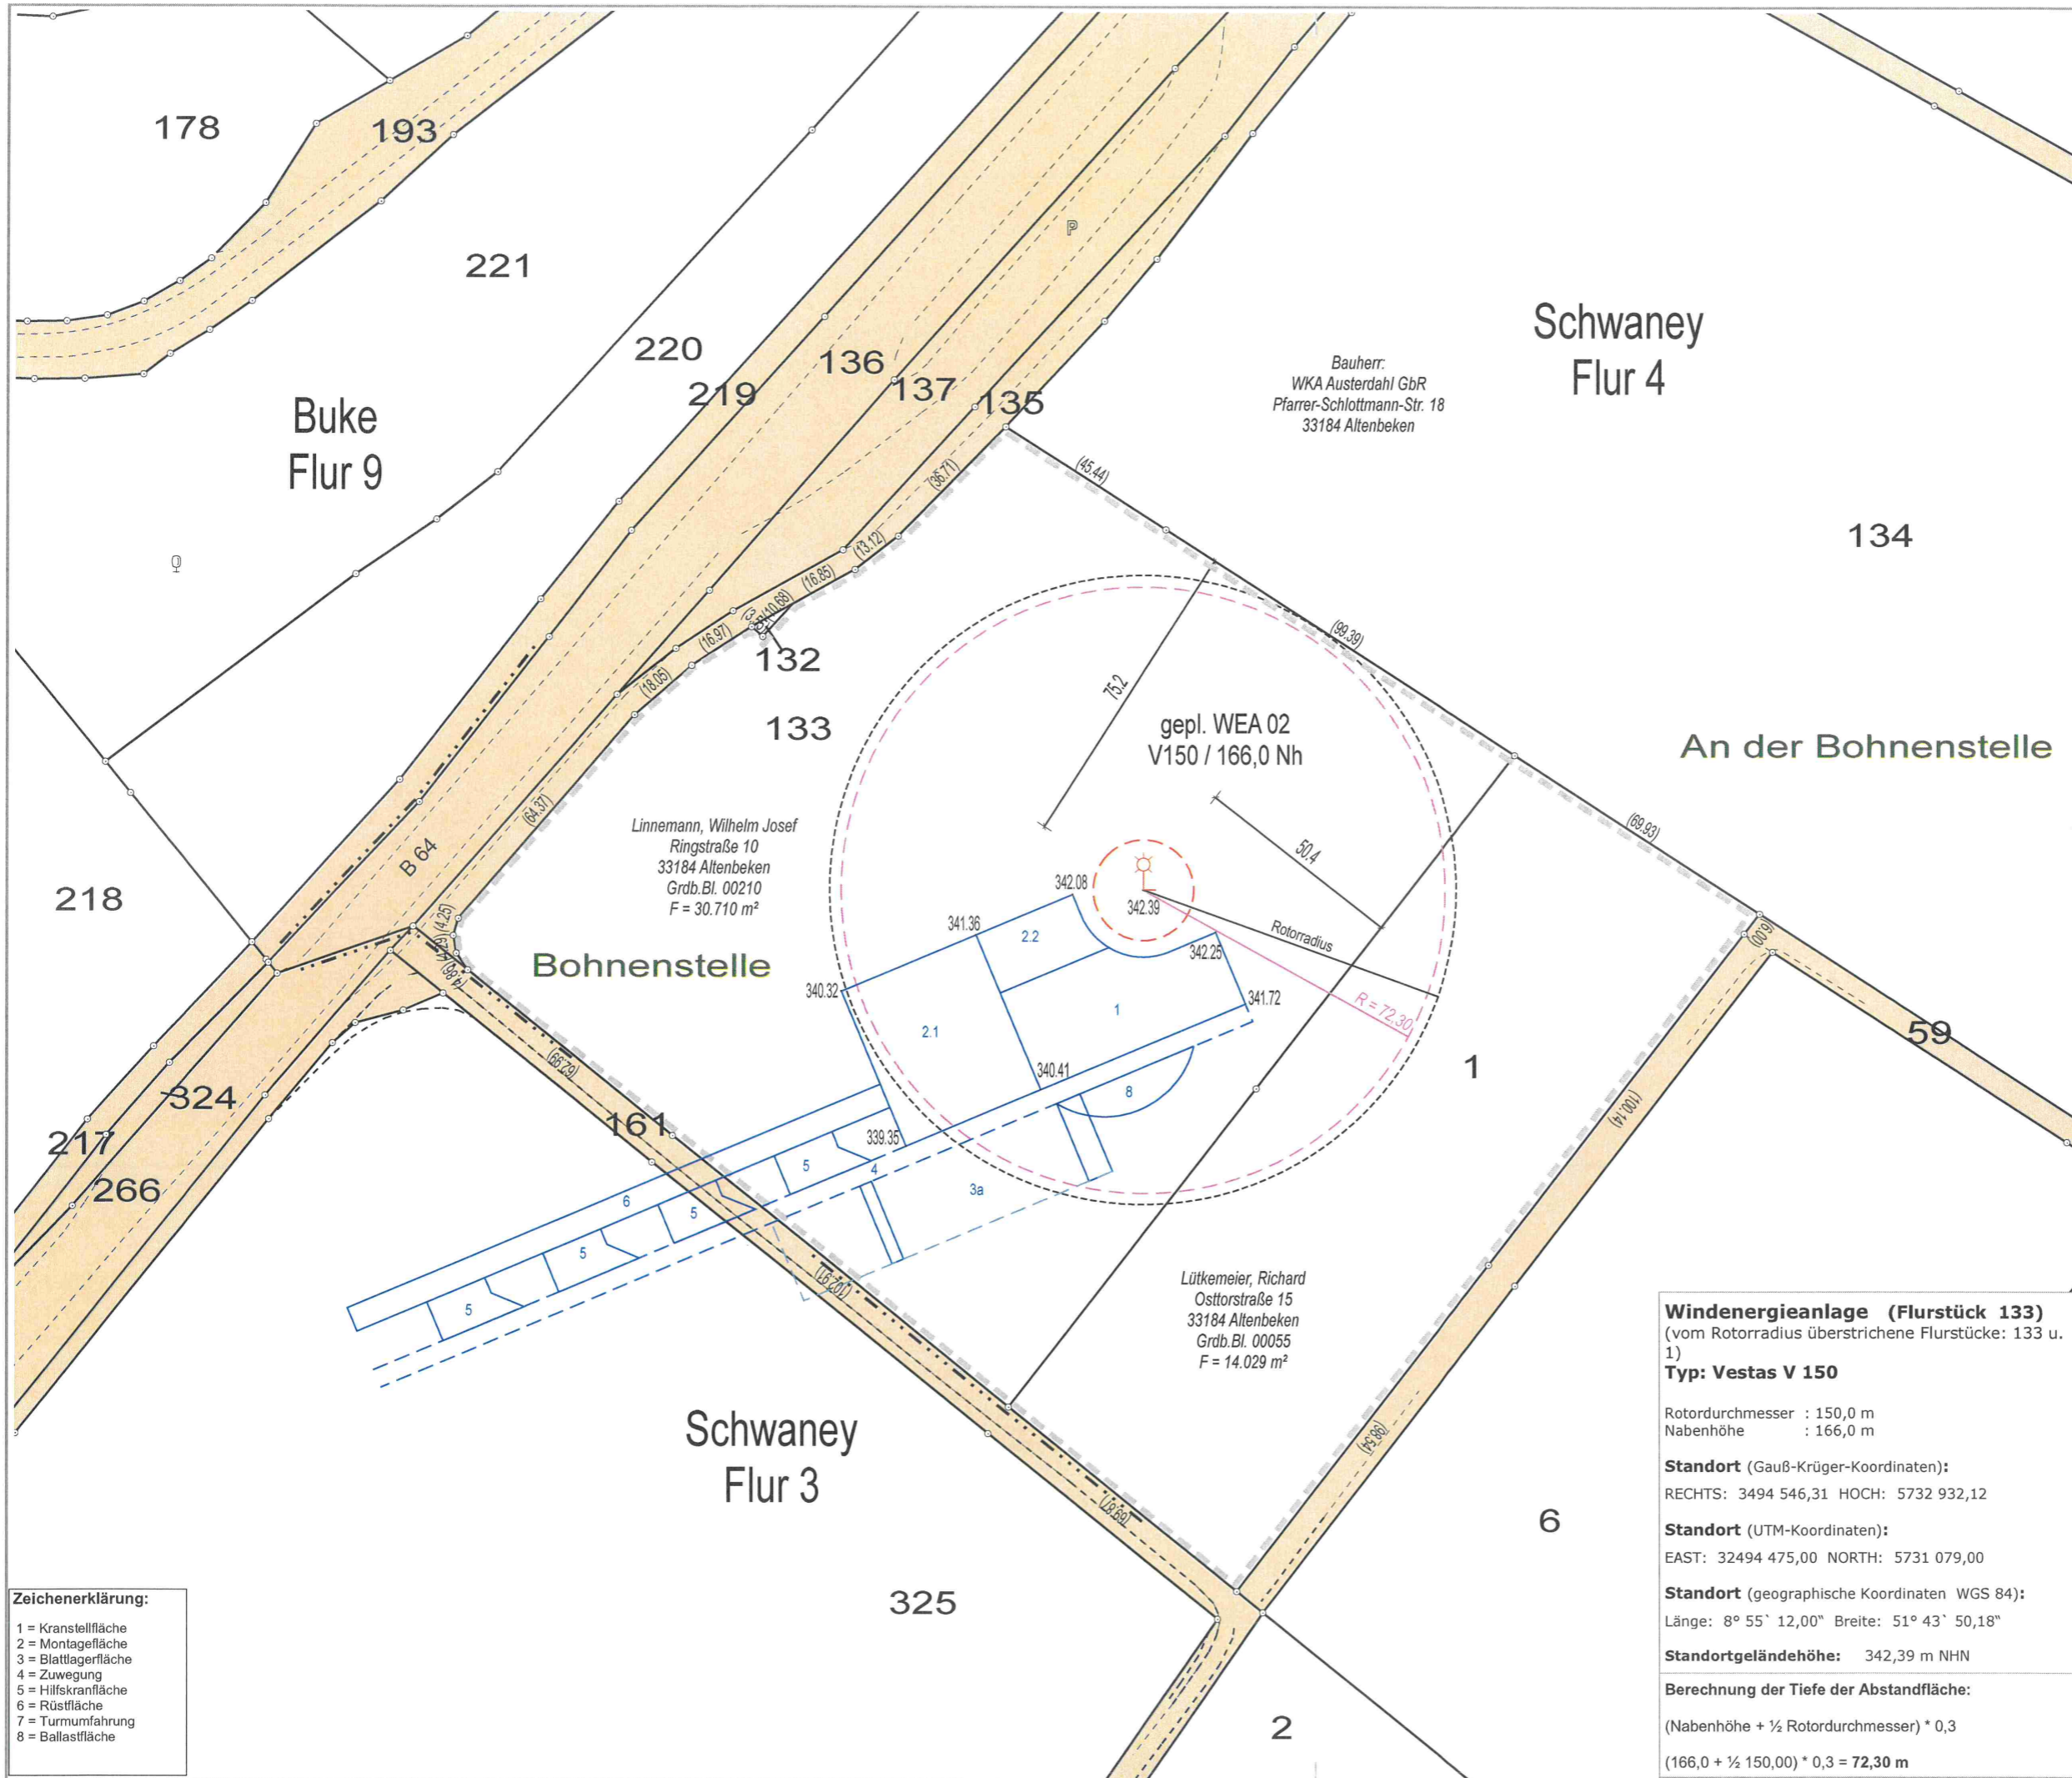 178
193
221
220
219
136
137
135
P
Buke
Flur 9
Bauherr:
WKA Austerdahl GbR
Pfarrer-Schlottmann-Str. 18
33184 Altenbeken
Schwaney
Flur 4
134
(45.44)
(36.71)
(13.12)
(16.85)
(10.68)
(16.97)
(18.05)
132
133
(99.39)
75.2
gepl. WEA 02
V150 / 166,0 Nh
An der Bohnenstelle
(64.37)
Linnemann, Wilhelm Josef
Ringstraße 10
33184 Altenbeken
Grdb.Bl. 00210
F = 30.710 m²
B 64
218
(4.25)
Bohnenstelle
50.4
(69.93)
342.08
342.39
341.36
2.2
342.25
Rotorradius
340.32
341.72
R = 72,30
2.1
1
(6.00)
59
1
324
217
266
(62.99)
161
340.41
8
339.35
(100.14)
5
4
3a
6
5
5
5
(102.91)
Lütkemeier, Richard
Osttorstraße 15
33184 Altenbeken
Grdb.Bl. 00055
F = 14.029 m²
Schwaney
Flur 3
(98.54)
(69.87)
6
325
2
Zeichenerklärung:
1 = Kranstellfläche
2 = Montagefläche
3 = Blattlagerfläche
4 = Zuwegung
5 = Hilfskranfläche
6 = Rüstfläche
7 = Turmumfahrung
8 = Ballastfläche
Windenergieanlage (Flurstück 133)
(vom Rotorradius überstrichene Flurstücke: 133 u.
1)
Typ: Vestas V 150
Rotordurchmesser : 150,0 m
Nabenhöhe : 166,0 m
Standort (Gauß-Krüger-Koordinaten):
RECHTS: 3494 546,31 HOCH: 5732 932,12
Standort (UTM-Koordinaten):
EAST: 32494 475,00 NORTH: 5731 079,00
Standort (geographische Koordinaten WGS 84):
Länge: 8° 55` 12,00" Breite: 51° 43` 50,18"
Standortgeländehöhe: 342,39 m NHN
Berechnung der Tiefe der Abstandfläche:
(Nabenhöhe + ½ Rotordurchmesser) * 0,3
(166,0 + ½ 150,00) * 0,3 = 72,30 m